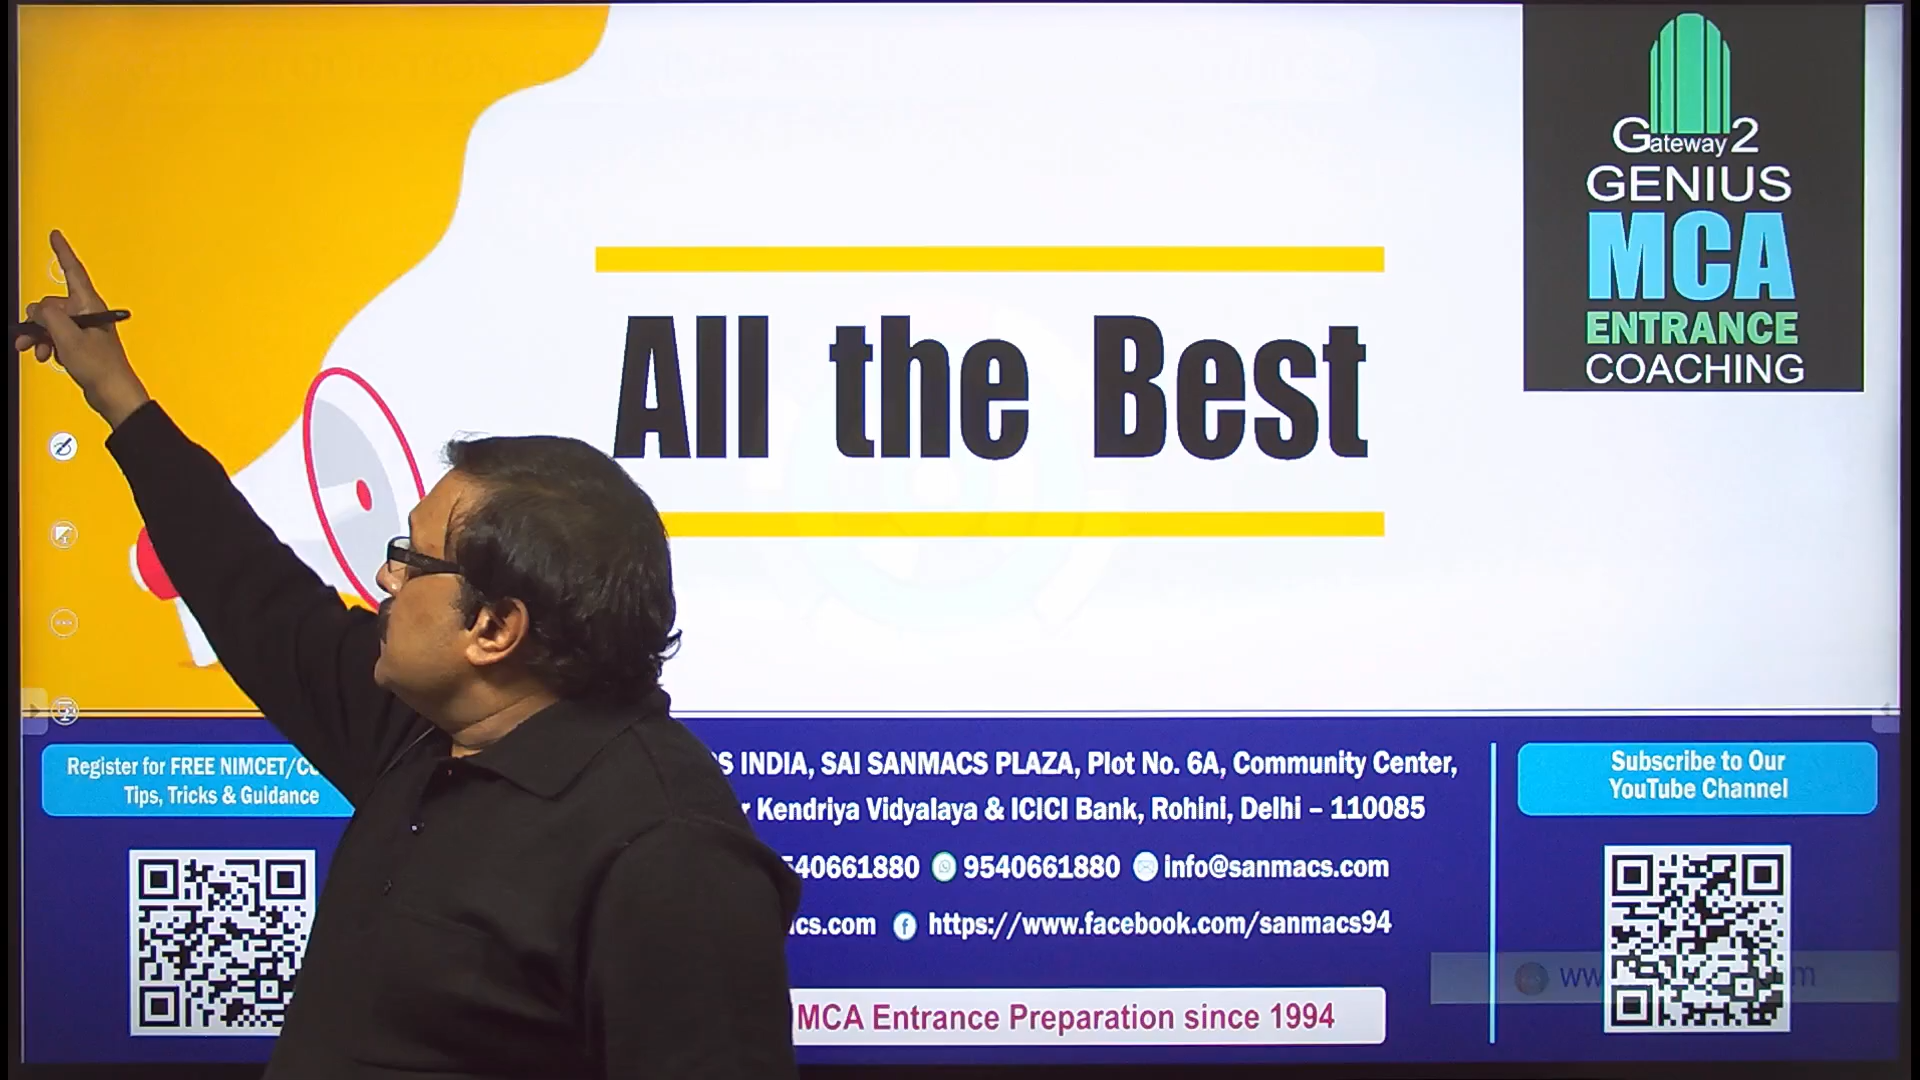 Gateway 2
GENIUS
MCA
ENTRANCE
COACHING
All the Best
Register for FREE NIMCET/
Tips, Tricks & Guidance
INDIA, SAI SANMACS PLAZA, Plot No. 6A, Community Center,
Kendriya Vidyalaya & ICICI Bank, Rohini, Delhi – 110085
540661880 9540661880 info@sanmacs.com
cs.com https://www.facebook.com/sanmacs94
MCA Entrance Preparation since 1994
Subscribe to Our
YouTube Channel